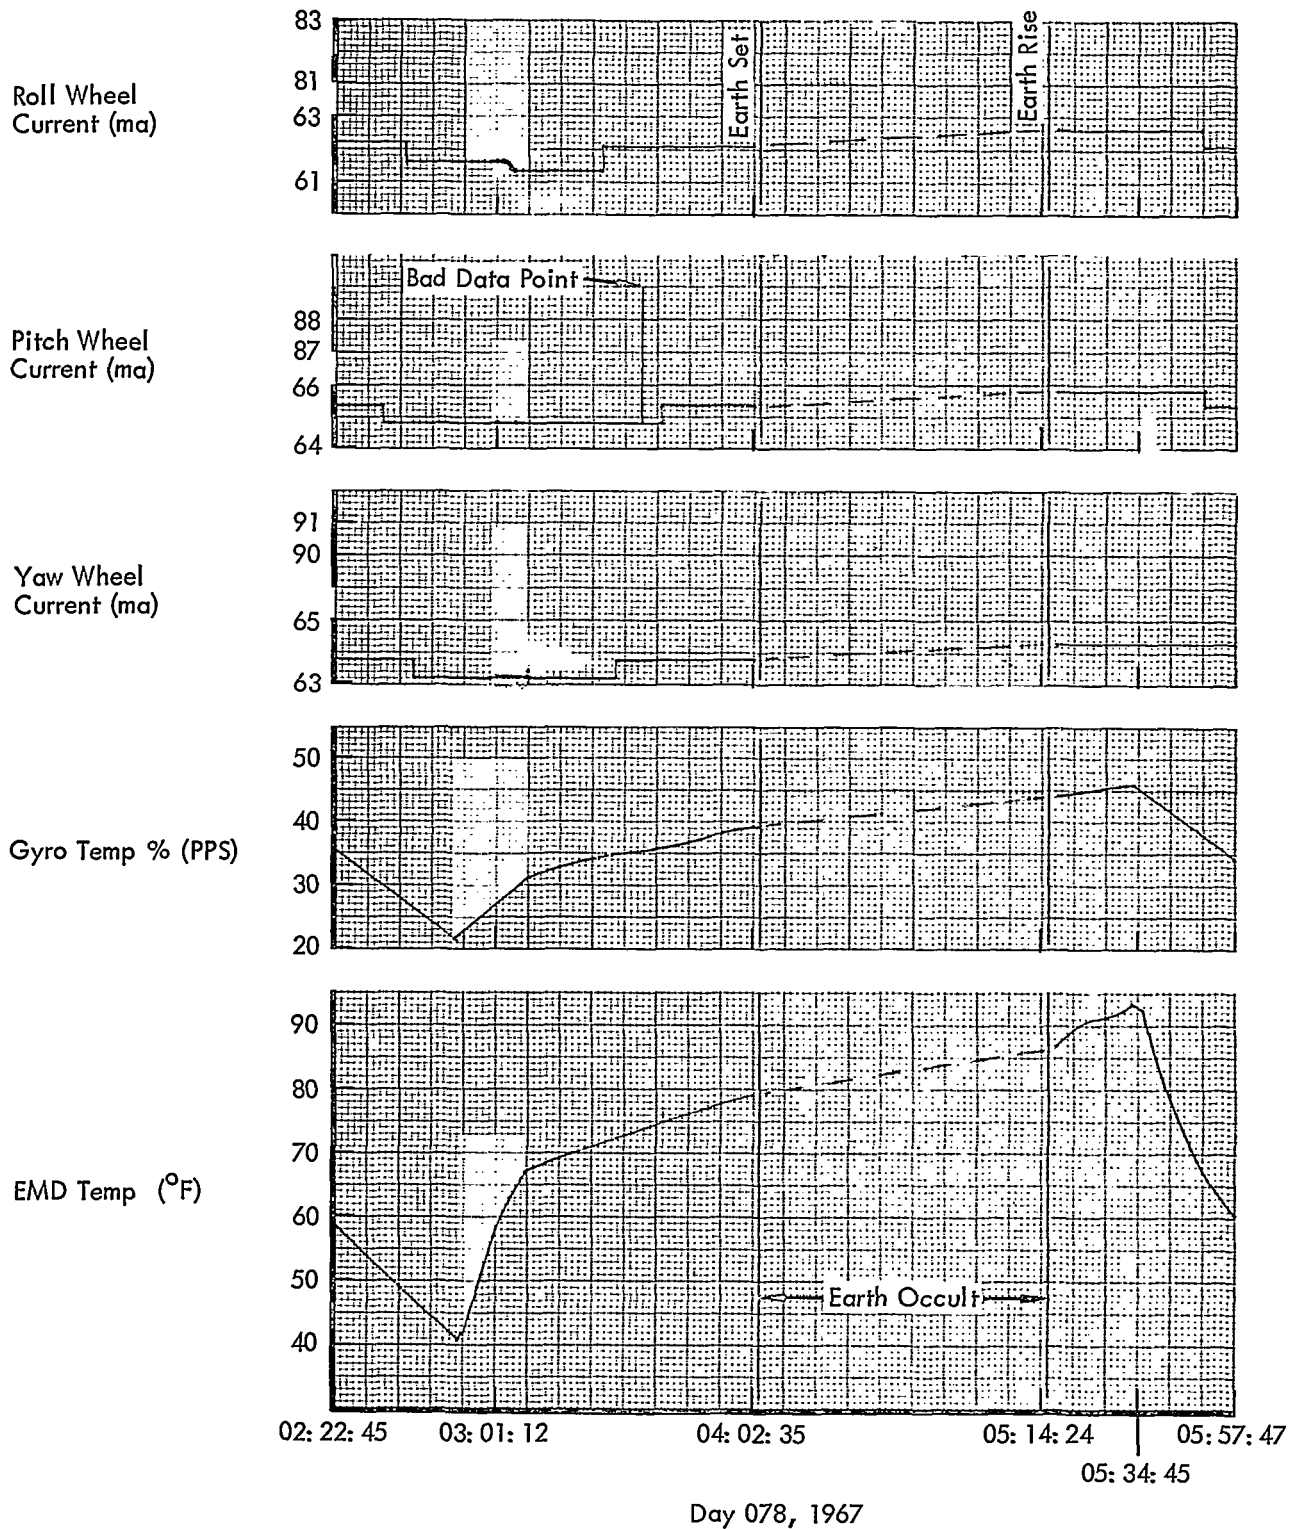 Roll Wheel
Current (ma)
83
81
63
61
Earth Set
Earth Rise
Pitch Wheel
Current (ma)
88
87
66
64
Bad Data Point
Yaw Wheel
Current (ma)
91
90
65
63
Gyro Temp % (PPS)
50
40
30
20
EMD Temp (°F)
90
80
70
60
50
40
Earth Occult
02: 22: 45
03: 01: 12
04: 02: 35
05: 14: 24
05: 57: 47
05: 34: 45
Day 078, 1967